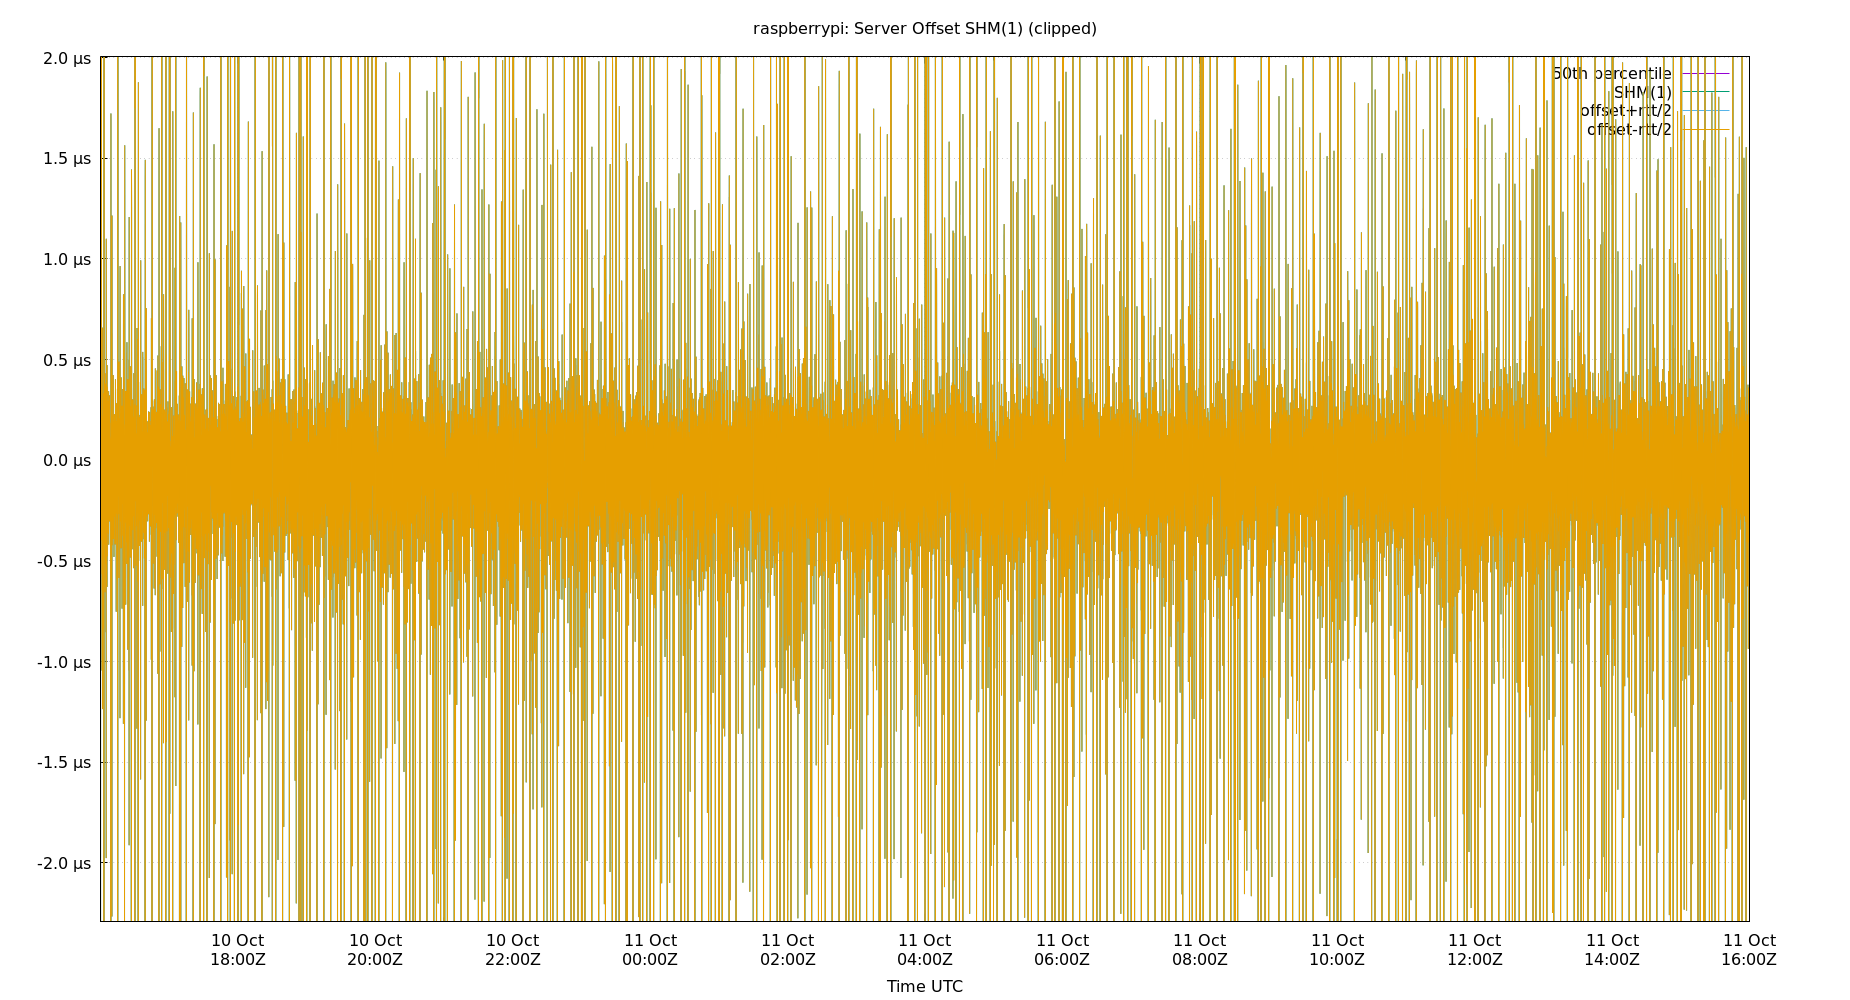 raspberrypi: Server Offset SHM(1) (clipped)
2.0 µs
1.5 µs
1.0 µs
0.5 µs
0.0 µs
-0.5 µs
-1.0 µs
-1.5 µs
-2.0 µs
50th percentile
SHM(1)
offset+rtt/2
offset-rtt/2
10 Oct 10 Oct 10 Oct 11 Oct 11 Oct 11 Oct 11 Oct 11 Oct 11 Oct 11 Oct 11 Oct 11 Oct
18:00Z 20:00Z 22:00Z 00:00Z 02:00Z 04:00Z 06:00Z 08:00Z 10:00Z 12:00Z 14:00Z 16:00Z
Time UTC